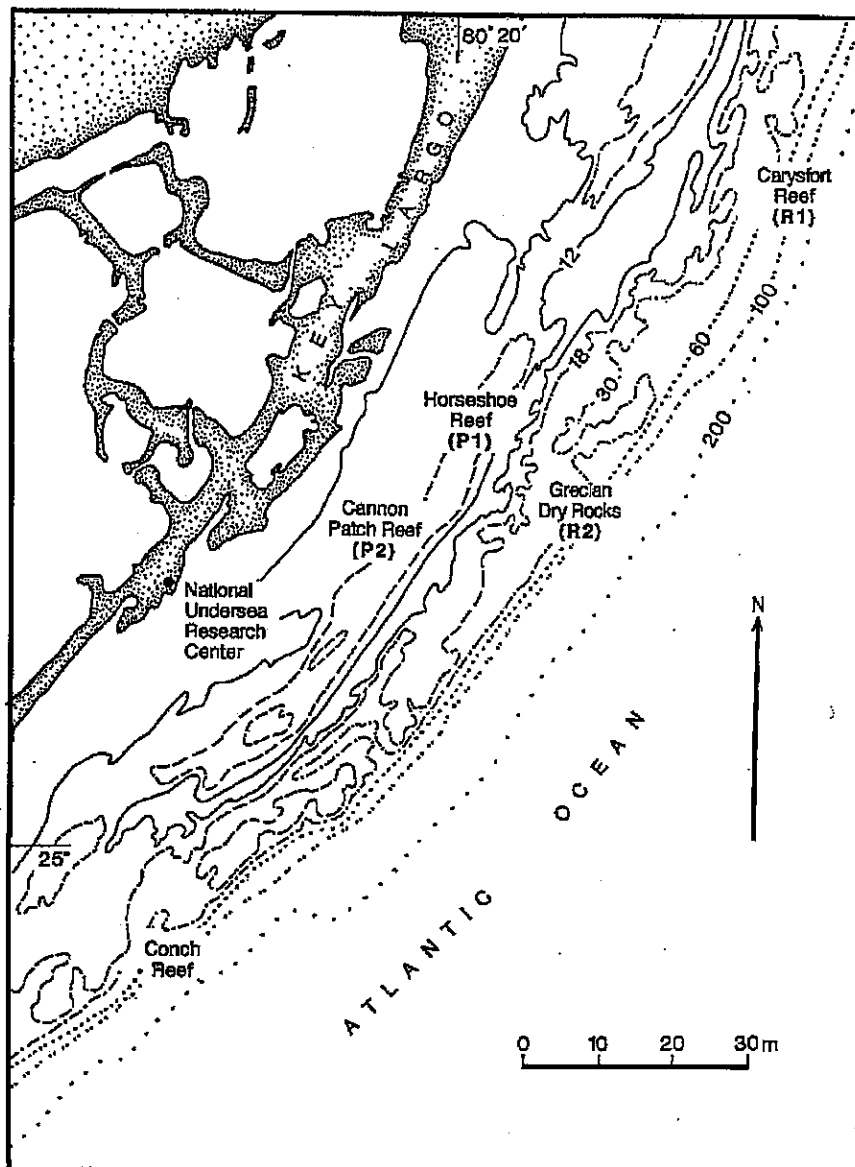 80° 20'
KEY LARGO
Carysfort
Reef
(R1)
12
100
18
60
30
200
Horseshoe
Reef
(P1)
Grecian
Dry Rocks
(R2)
Cannon
Patch Reef
(P2)
National
Undersea
Research
Center
N
25°
ATLANTIC OCEAN
Conch
Reef
0 10 20 30 m